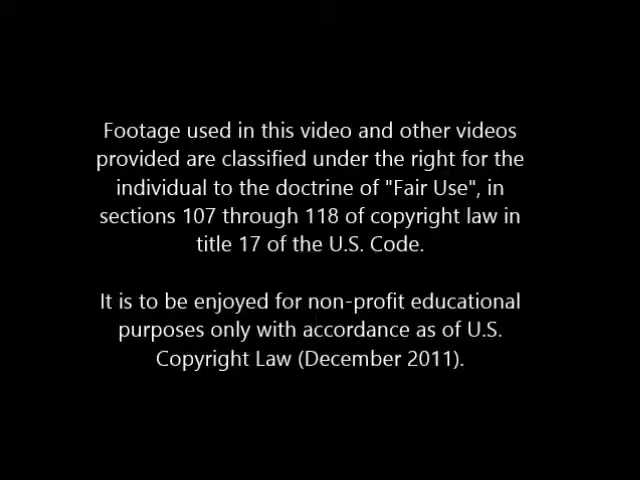 Footage used in this video and other videos
provided are classified under the right for the
individual to the doctrine of "Fair Use", in
sections 107 through 118 of copyright law in
title 17 of the U.S. Code.
It is to be enjoyed for non-profit educational
purposes only with accordance as of U.S.
Copyright Law (December 2011).